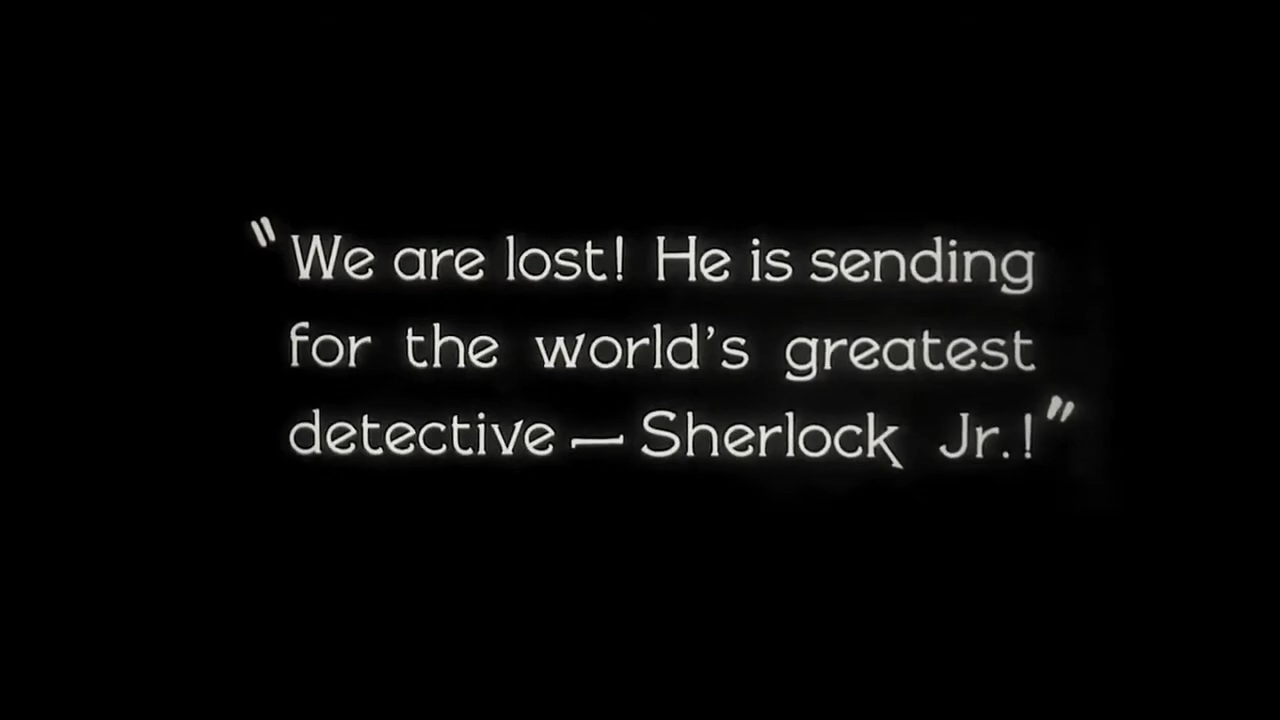 "We are lost! He is sending
for the world's greatest
detective — Sherlock Jr.!"